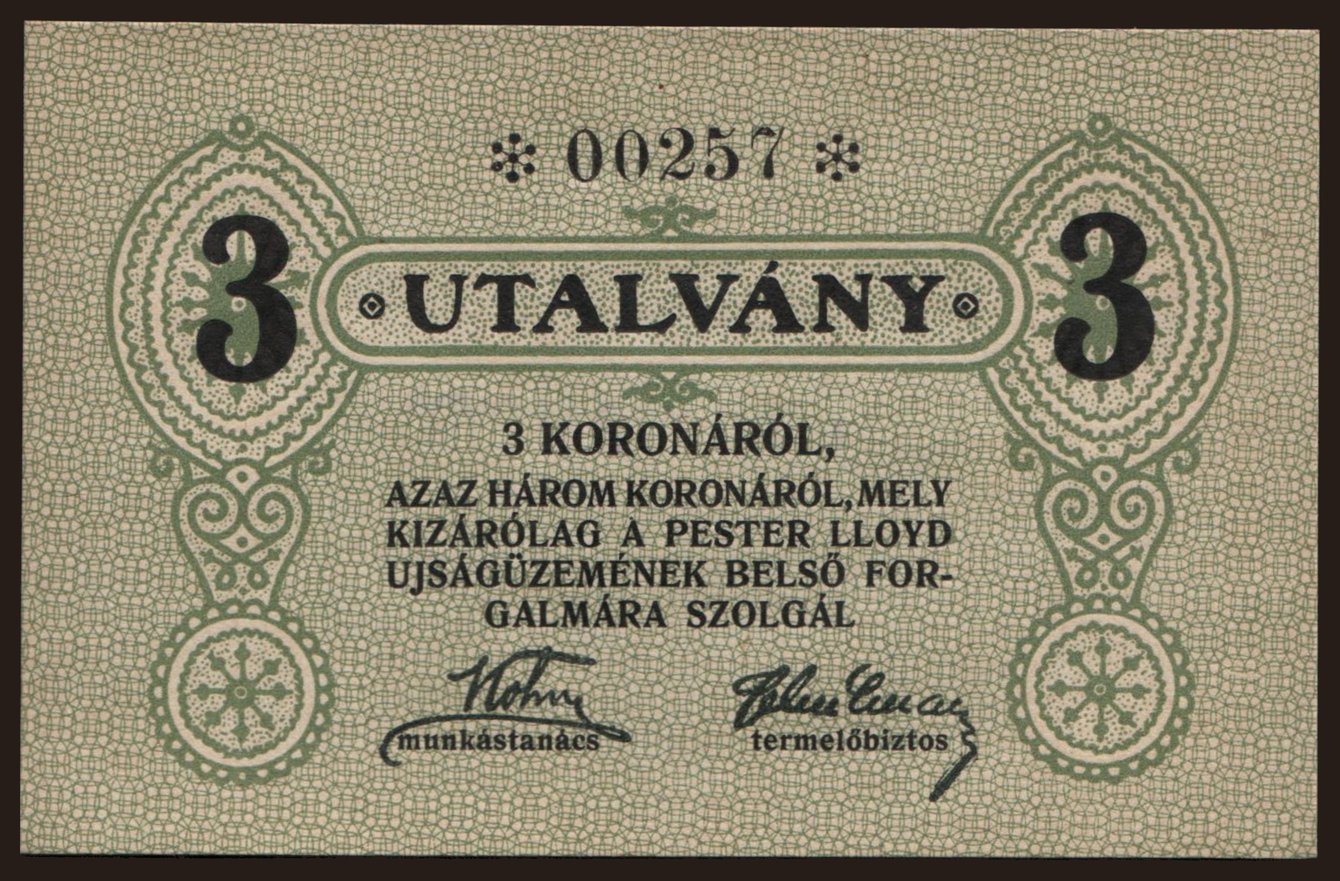 * 00257 *
3 UTALVÁNY 3
3 KORONÁRÓL,
AZAZ HÁROM KORONÁRÓL, MELY
KIZÁRÓLAG A PESTER LLOYD
UJSÁGÜZEMÉNEK BELSŐ FOR-
GALMÁRA SZOLGÁL
munkástanács termelőbiztos